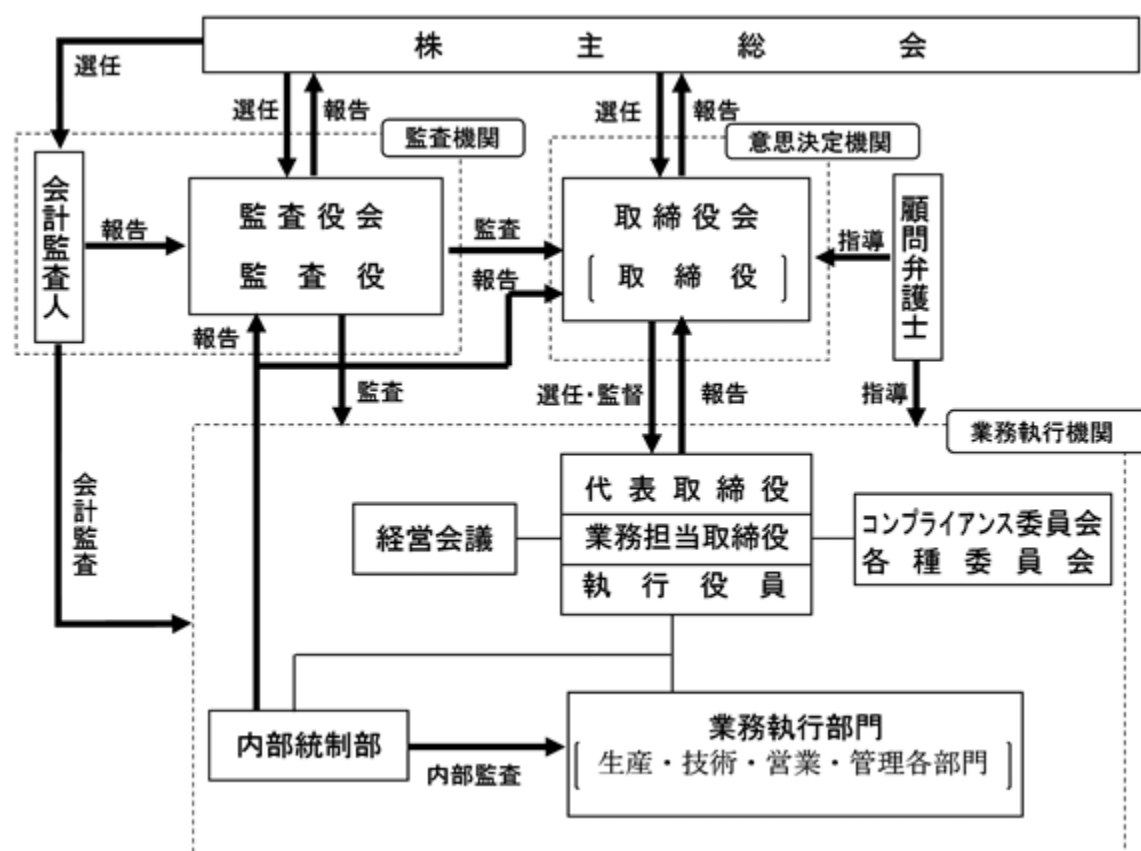 株主総会
選任
選任
報告
選任
報告
監査機関
意思決定機関
会計監査人
報告
監査役会
監査役
監査
報告
取締役会
〔取締役〕
指導
顧問弁護士
報告
監査
選任・監督
報告
指導
業務執行機関
会計監査
経営会議
代表取締役
業務担当取締役
執行役員
コンプライアンス委員会
各種委員会
内部統制部
内部監査
業務執行部門
〔生産・技術・営業・管理各部門〕